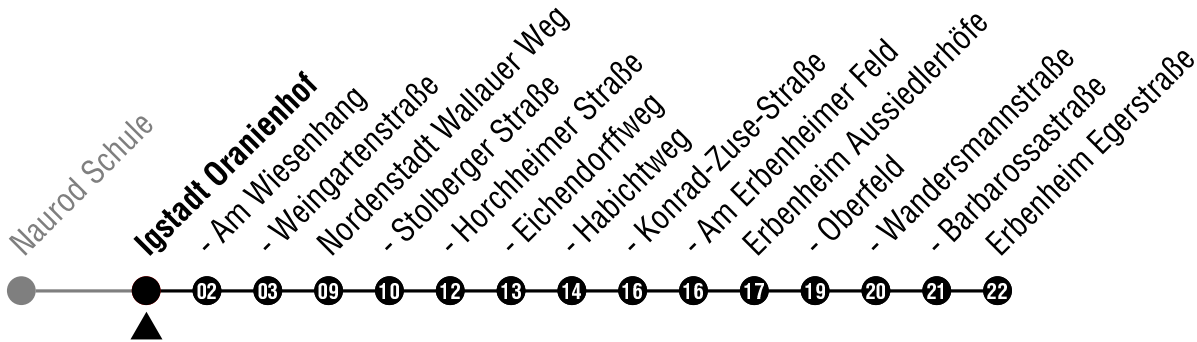 Naurod Schule
Igstadt Oranienhof
- Am Wiesenhang
- Weingartenstraße
Nordenstadt Wallauer Weg
- Stolberger Straße
- Horchheimer Straße
- Eichendorffweg
- Habichtweg
- Konrad-Zuse-Straße
- Am Erbenheimer Feld
Erbenheim Aussiedlerhöfe
- Oberfeld
- Wandersmannstraße
- Barbarossastraße
Erbenheim Egerstraße
02 03 09 10 12 13 14 16 16 17 19 20 21 22